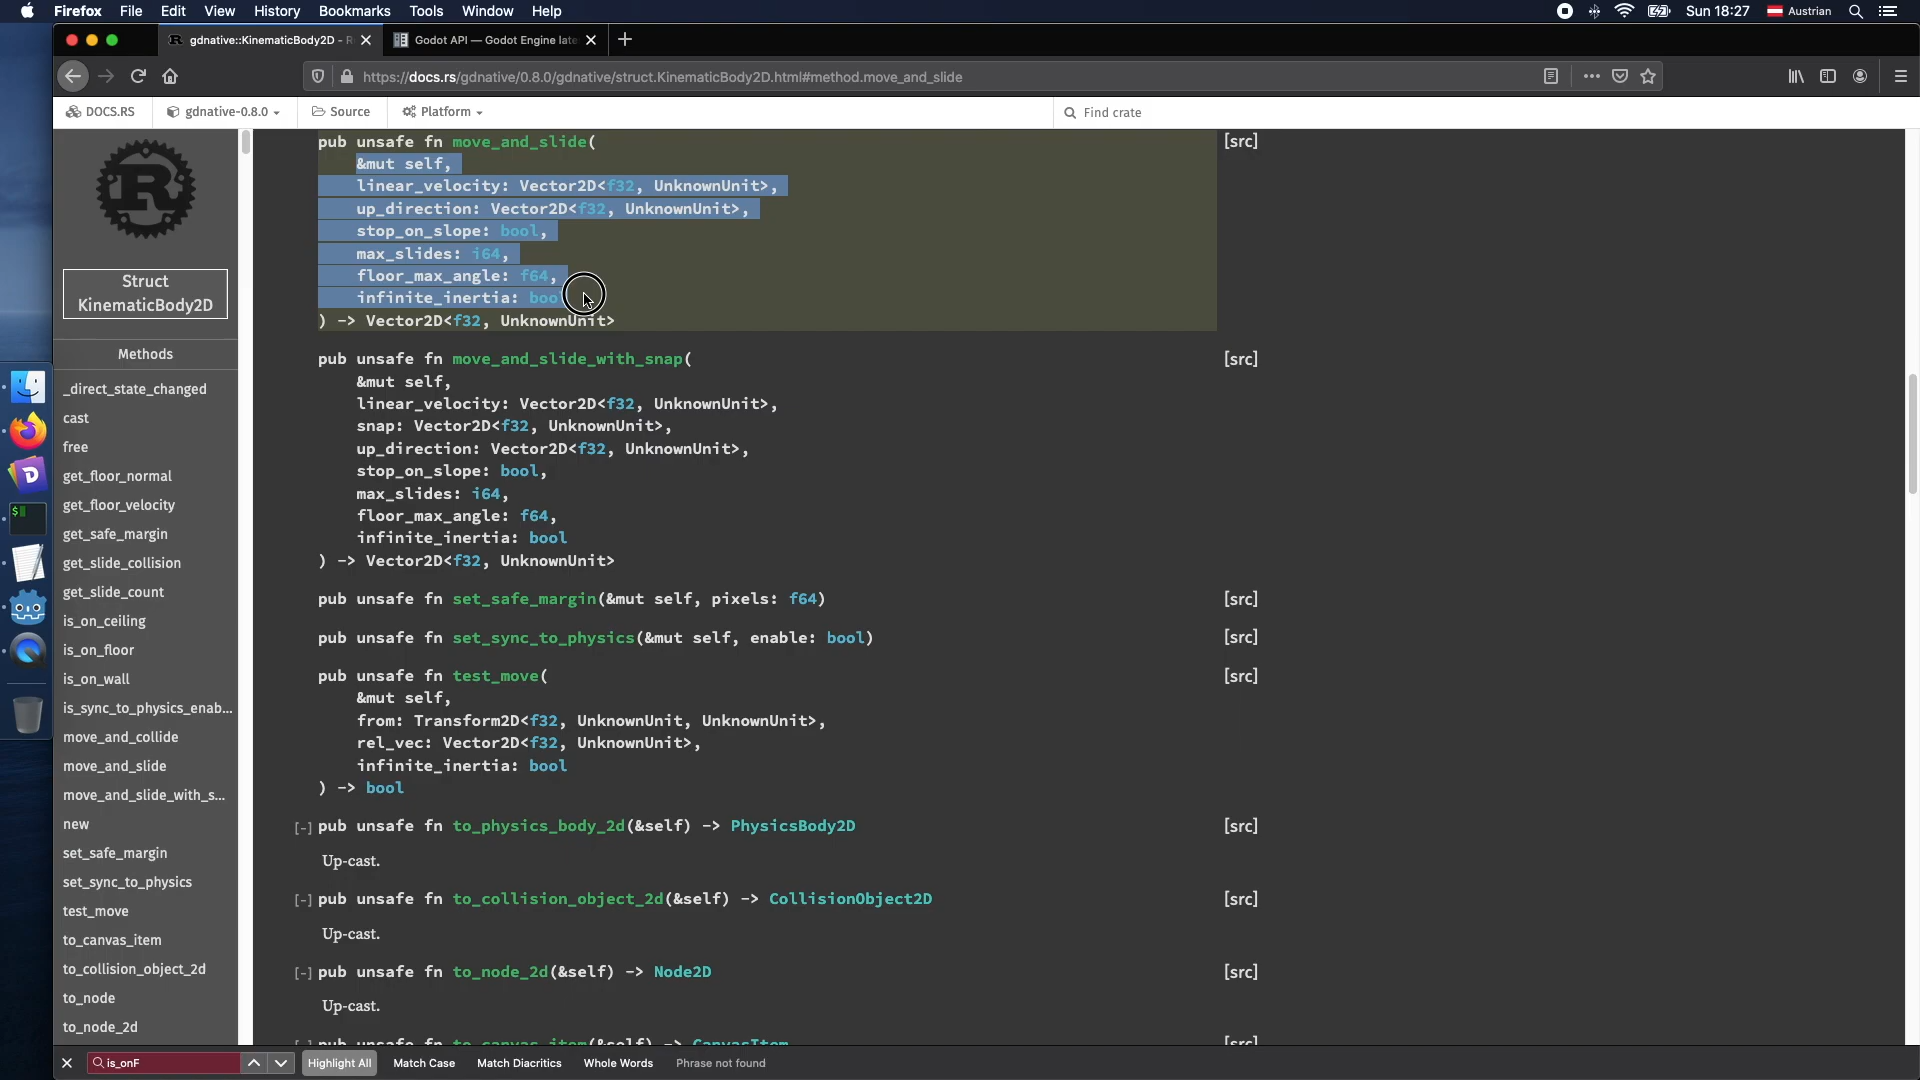 Firefox File Edit View History Bookmarks Tools Window Help Sun 18:27 Austrian
gdnative::KinematicBody2D - R
Godot API — Godot Engine late
https://docs.rs/gdnative/0.8.0/gdnative/struct.KinematicBody2D.html#method.move_and_slide
DOCS.RS gdnative-0.8.0 Source Platform Find crate
Struct
KinematicBody2D
Methods
_direct_state_changed
cast
free
get_floor_normal
get_floor_velocity
get_safe_margin
get_slide_collision
get_slide_count
is_on_ceiling
is_on_floor
is_on_wall
is_sync_to_physics_enab...
move_and_collide
move_and_slide
move_and_slide_with_s...
new
set_safe_margin
set_sync_to_physics
test_move
to_canvas_item
to_collision_object_2d
to_node
to_node_2d
pub unsafe fn move_and_slide( [src]
&mut self,
linear_velocity: Vector2D<f32, UnknownUnit>,
up_direction: Vector2D<f32, UnknownUnit>,
stop_on_slope: bool,
max_slides: i64,
floor_max_angle: f64,
infinite_inertia: bool
) -> Vector2D<f32, UnknownUnit>
pub unsafe fn move_and_slide_with_snap( [src]
&mut self,
linear_velocity: Vector2D<f32, UnknownUnit>,
snap: Vector2D<f32, UnknownUnit>,
up_direction: Vector2D<f32, UnknownUnit>,
stop_on_slope: bool,
max_slides: i64,
floor_max_angle: f64,
infinite_inertia: bool
) -> Vector2D<f32, UnknownUnit>
pub unsafe fn set_safe_margin(&mut self, pixels: f64) [src]
pub unsafe fn set_sync_to_physics(&mut self, enable: bool) [src]
pub unsafe fn test_move( [src]
&mut self,
from: Transform2D<f32, UnknownUnit, UnknownUnit>,
rel_vec: Vector2D<f32, UnknownUnit>,
infinite_inertia: bool
) -> bool
[-] pub unsafe fn to_physics_body_2d(&self) -> PhysicsBody2D [src]
Up-cast.
[-] pub unsafe fn to_collision_object_2d(&self) -> CollisionObject2D [src]
Up-cast.
[-] pub unsafe fn to_node_2d(&self) -> Node2D [src]
Up-cast.
[-] pub unsafe fn to_canvas_item(&self) -> CanvasItem [src]
is_onF Highlight All Match Case Match Diacritics Whole Words Phrase not found